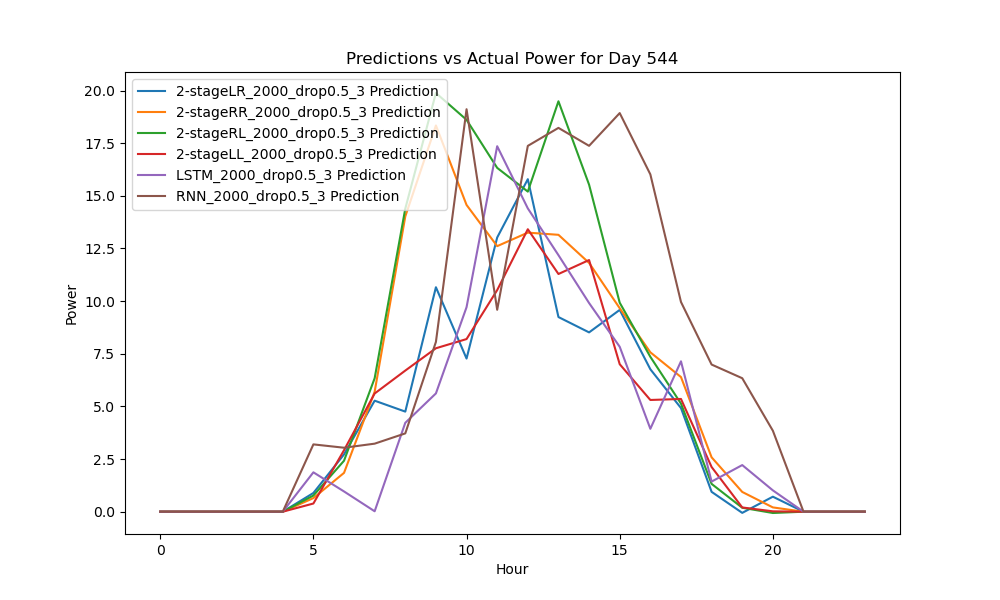 Predictions vs Actual Power for Day 544
2-stageLR_2000_drop0.5_3 Prediction
2-stageRR_2000_drop0.5_3 Prediction
2-stageRL_2000_drop0.5_3 Prediction
2-stageLL_2000_drop0.5_3 Prediction
LSTM_2000_drop0.5_3 Prediction
RNN_2000_drop0.5_3 Prediction
20.0
17.5
15.0
12.5
10.0
7.5
5.0
2.5
0.0
Power
0 5 10 15 20
Hour